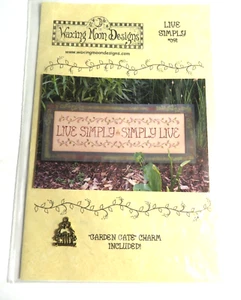 Waxing Moon Designs
www.waxingmoondesigns.com
LIVE
SIMPLY
LIVE SIMPLY SIMPLY LIVE
"GARDEN GATE" CHARM
INCLUDED!